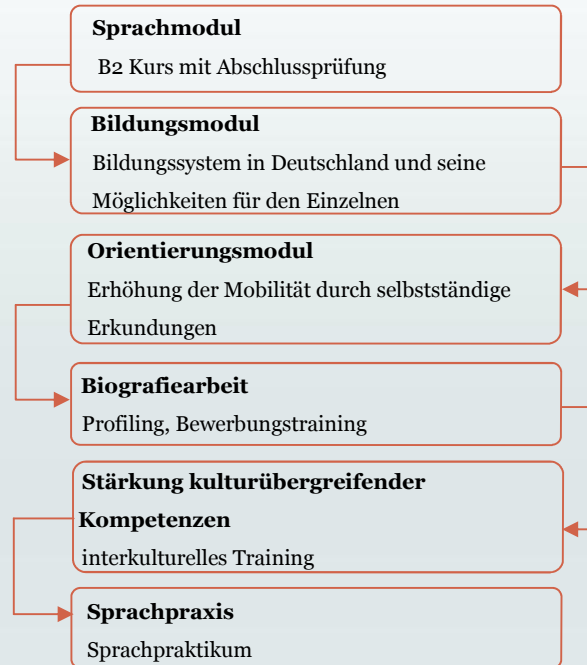 Sprachmodul
B2 Kurs mit Abschlussprüfung
Bildungsmodul
Bildungssystem in Deutschland und seine
Möglichkeiten für den Einzelnen
Orientierungsmodul
Erhöhung der Mobilität durch selbstständige
Erkundungen
Biografiearbeit
Profiling, Bewerbungstraining
Stärkung kulturübergreifender
Kompetenzen
interkulturelles Training
Sprachpraxis
Sprachpraktikum